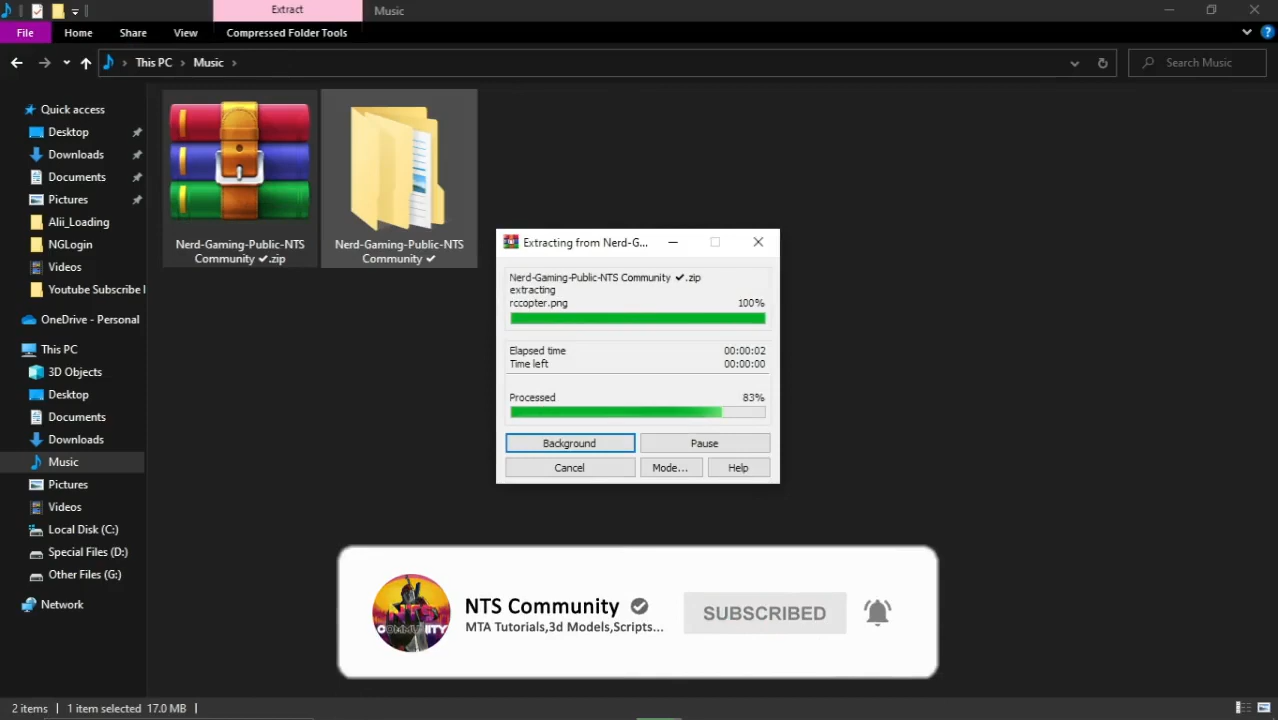 Extract
Music
File
Home
Share
View
Compressed Folder Tools
This PC
Music
Search Music
Quick access
Desktop
Downloads
Documents
Pictures
Alii_Loading
NGLogin
Videos
Youtube Subscribe
OneDrive - Personal
This PC
3D Objects
Desktop
Documents
Downloads
Music
Pictures
Videos
Local Disk (C:)
Special Files (D:)
Other Files (G:)
Network
Nerd-Gaming-Public-NTS
Community ✔.zip
Nerd-Gaming-Public-NTS
Community ✔
Extracting from Nerd-G...
Nerd-Gaming-Public-NTS Community ✔.zip
extracting
rccopter.png 100%
Elapsed time 00:00:02
Time left 00:00:00
Processed 83%
Background
Pause
Cancel
Mode...
Help
NTS COMMUNITY
NTS Community
MTA Tutorials,3d Models,Scripts...
SUBSCRIBED
2 items
1 item selected 17.0 MB